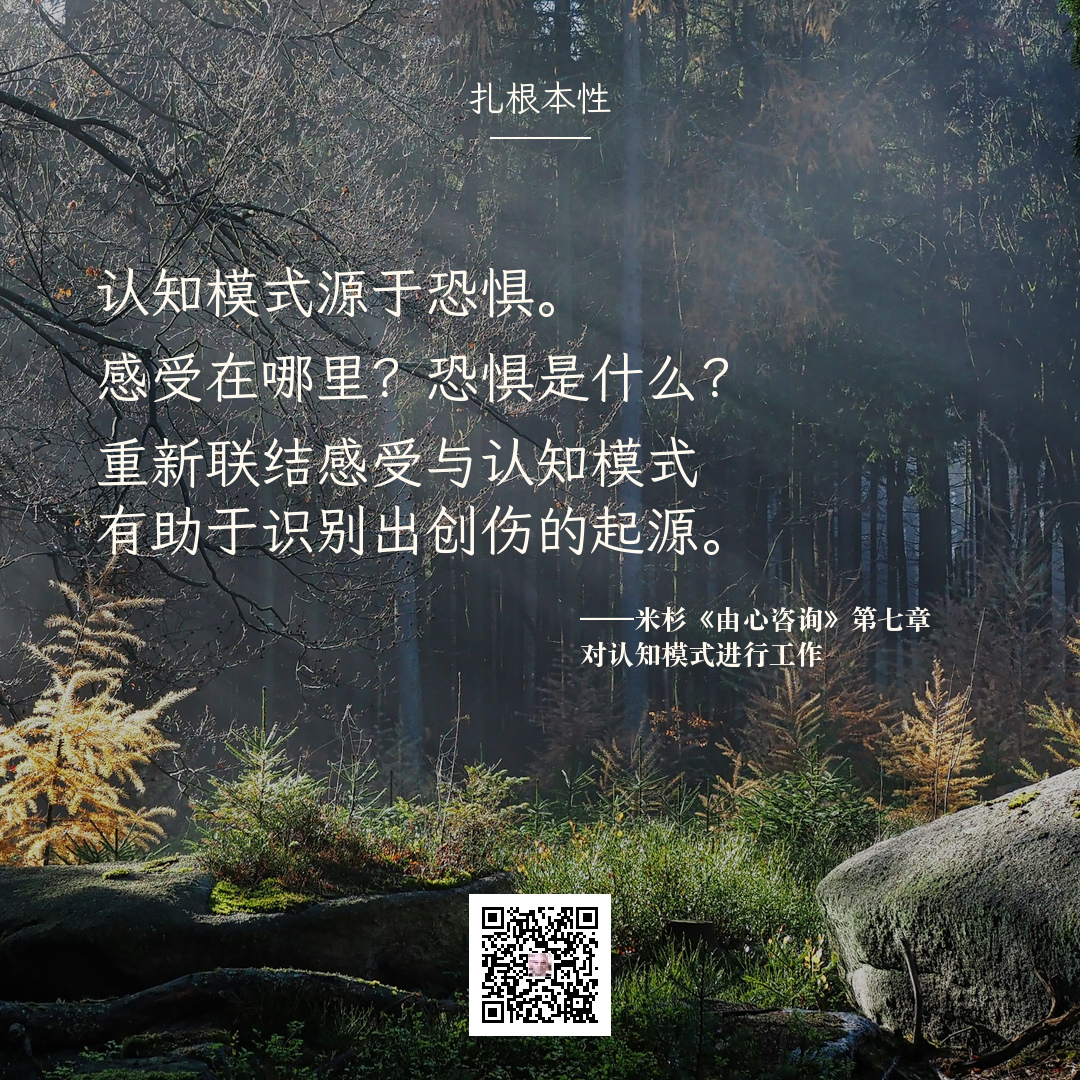 扎根本性
认知模式源于恐惧。
感受在哪里？恐惧是什么？
重新联结感受与认知模式
有助于识别出创伤的起源。
——米杉《由心咨询》第七章
对认知模式进行工作